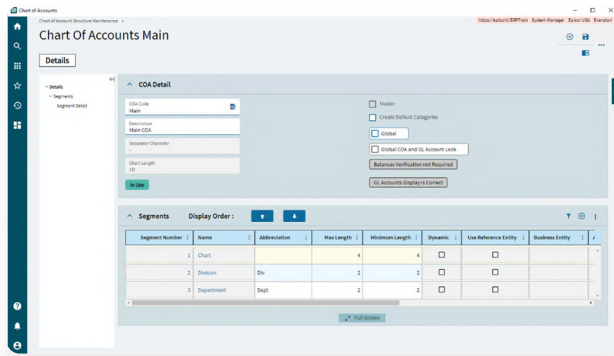 Chart of Accounts
Chart of Account Structure Maintenance >
https://epicor0/ERPTrain System Manager Epicor USA Evanston
Chart Of Accounts Main
Details
Details
Segments
Segment Detail
COA Detail
COA Code
Main
Description
Main COA
Separator Character
-
Chart Length
10
In Use
Master
Create Default Categories
Global
Global COA and GL Account Lock
Balances Verification not Required
GL Accounts Display is Correct
Segments Display Order :
Segment Number Name Abbreviation Max Length Minimum Length Dynamic Use Reference Entity Business Entity
1 Chart 4 4
2 Division Div 2 2
3 Department Dept 2 2
Full Screen